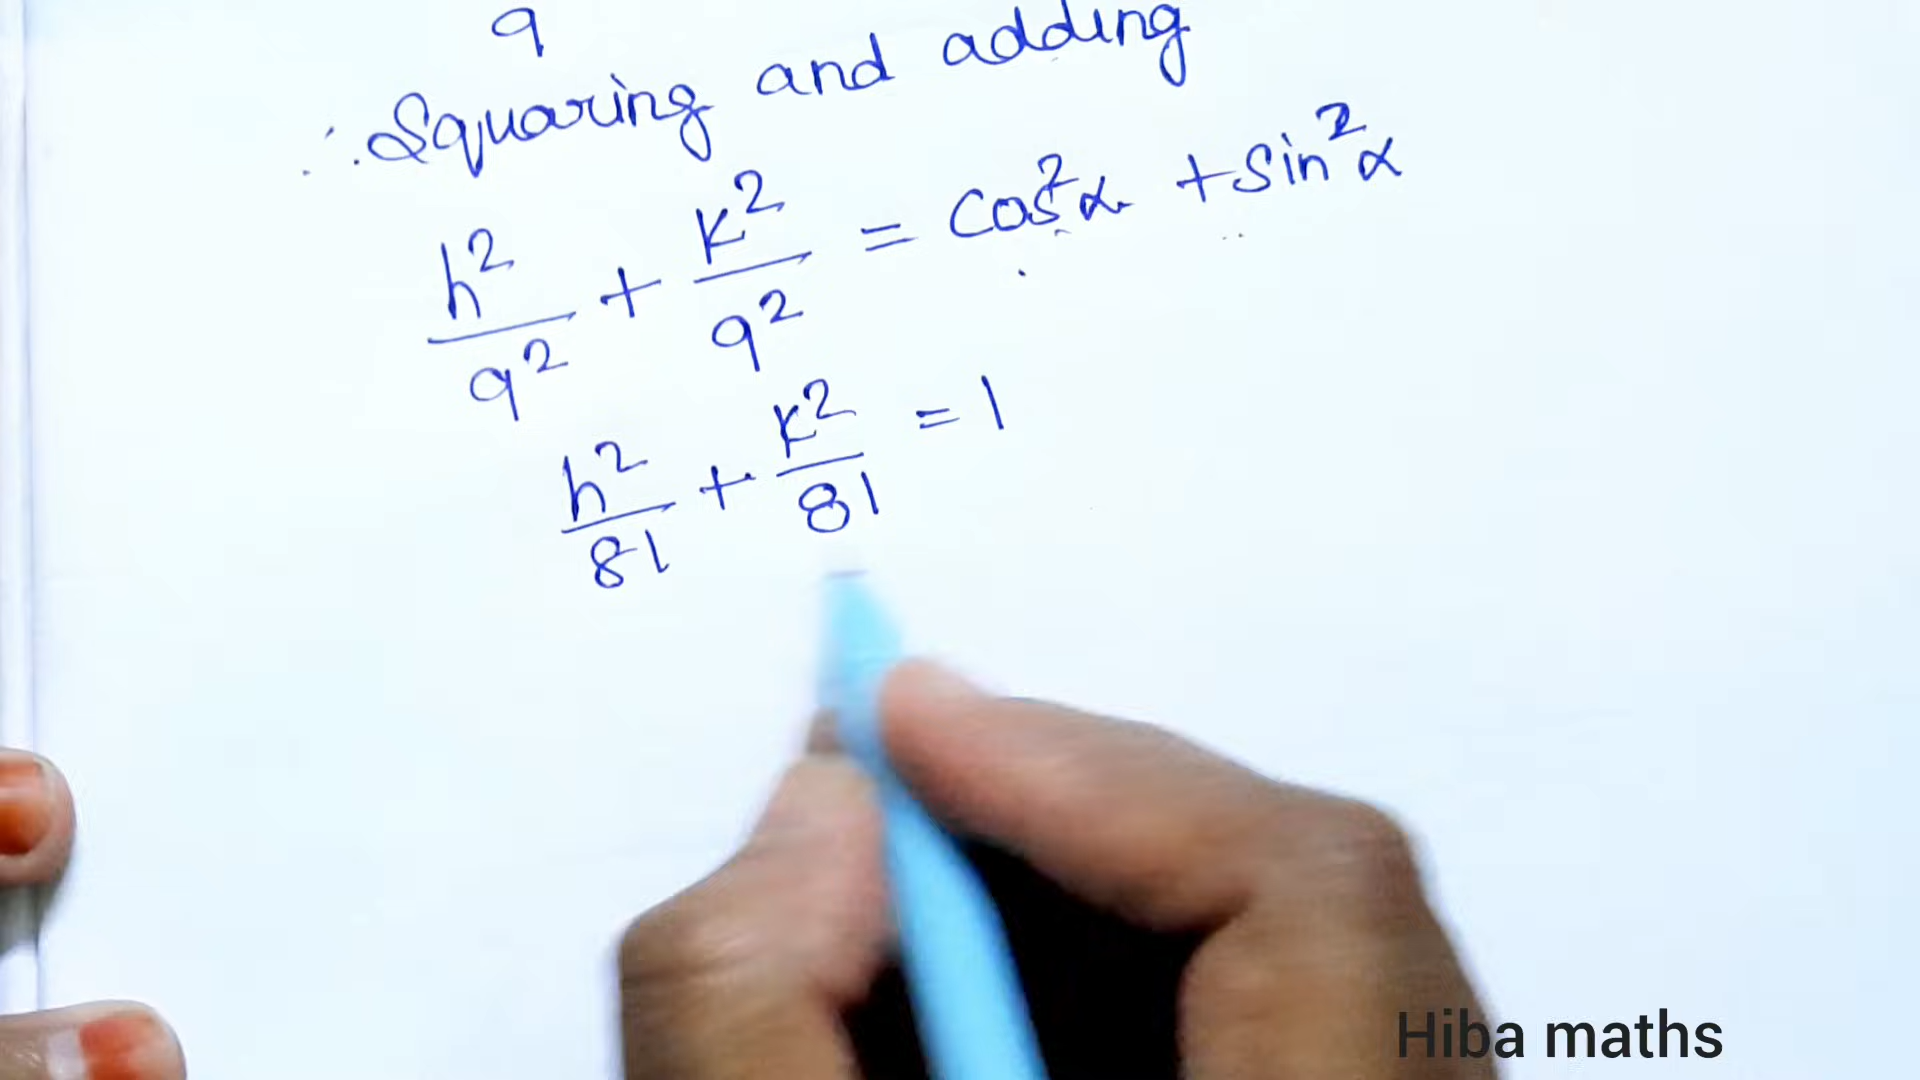 9
∴ Squaring and adding
h²/9² + k²/9² = cos²α + sin²α
h²/81 + k²/81 = 1
Hiba maths